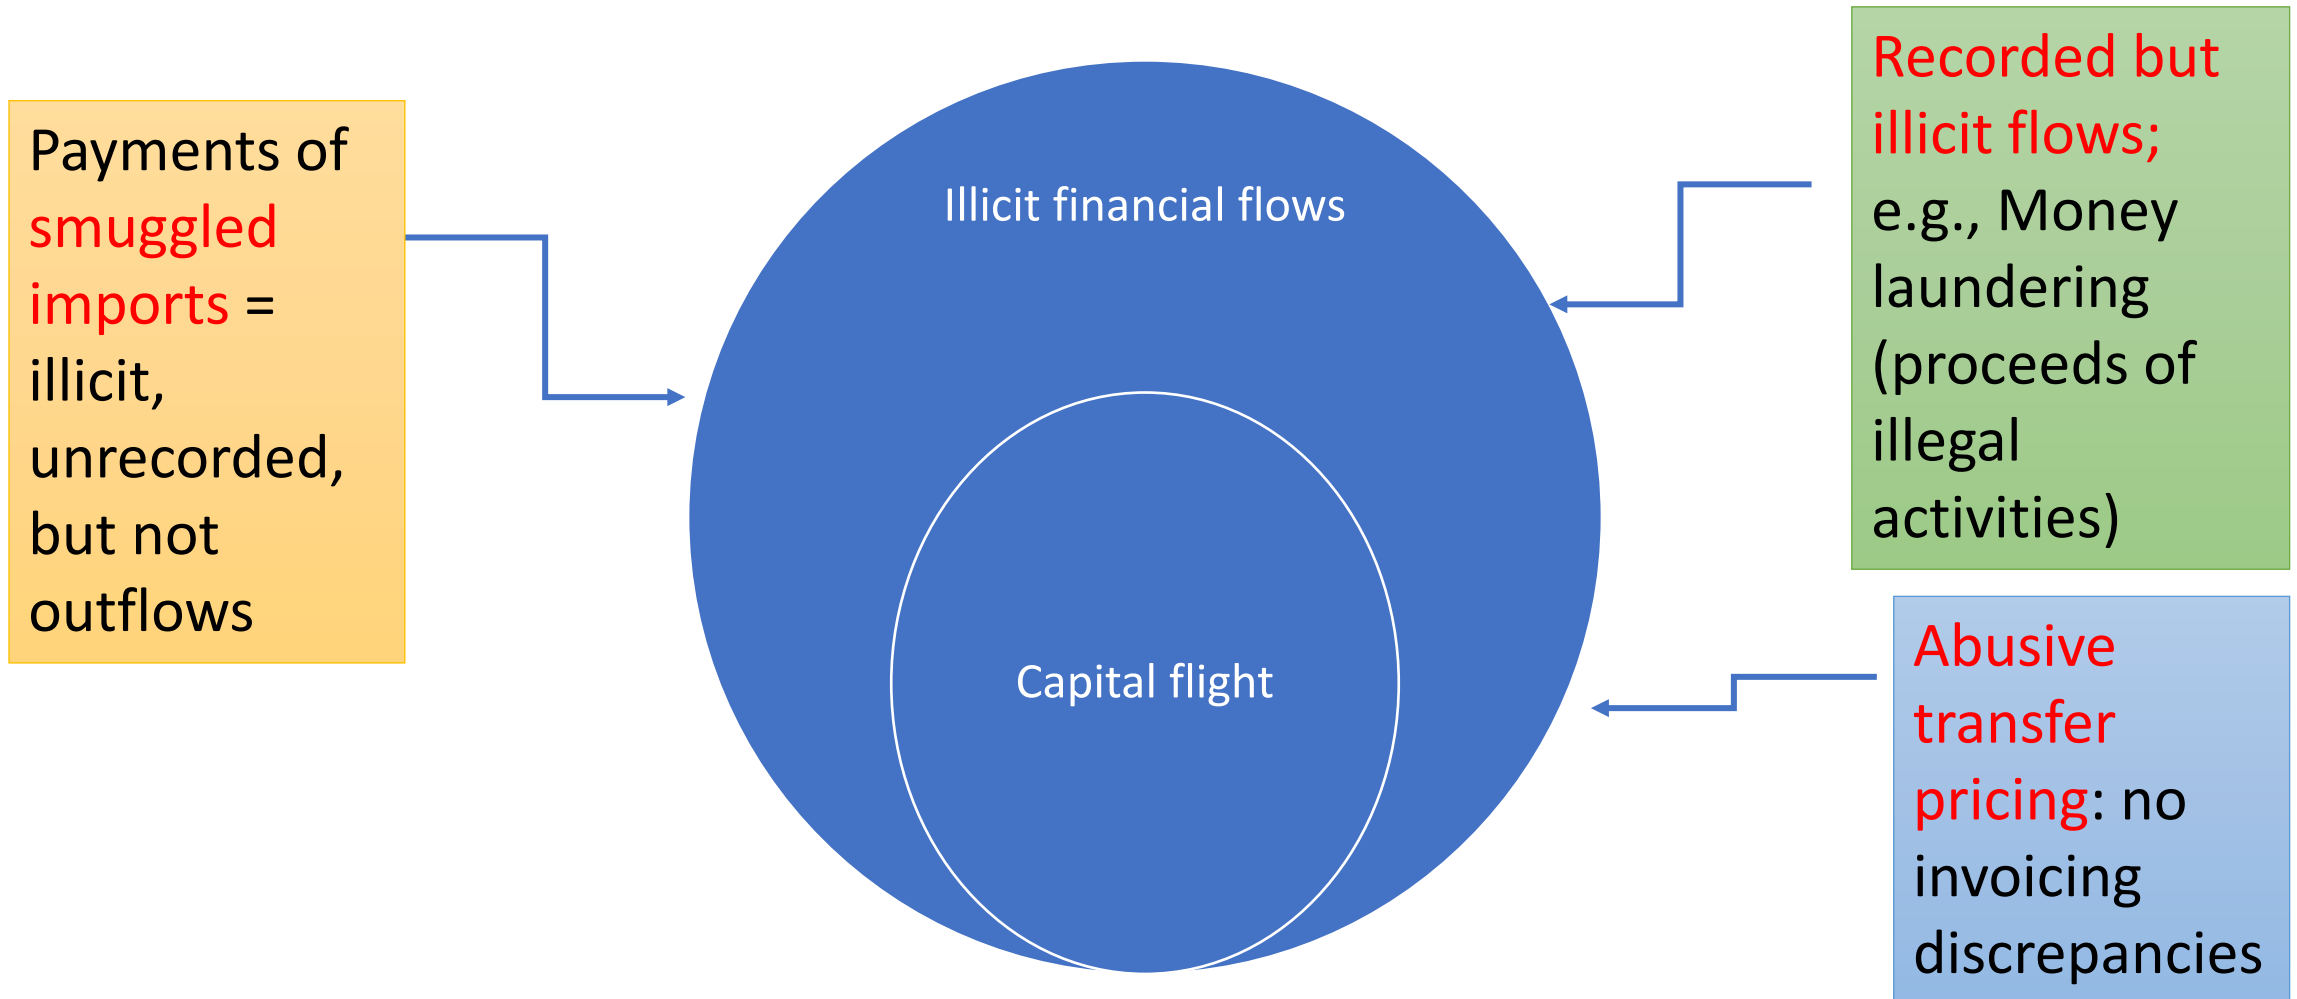 Payments of
smuggled
imports =
illicit,
unrecorded,
but not
outflows
Illicit financial flows
Capital flight
Recorded but
illicit flows;
e.g., Money
laundering
(proceeds of
illegal
activities)
Abusive
transfer
pricing: no
invoicing
discrepancies